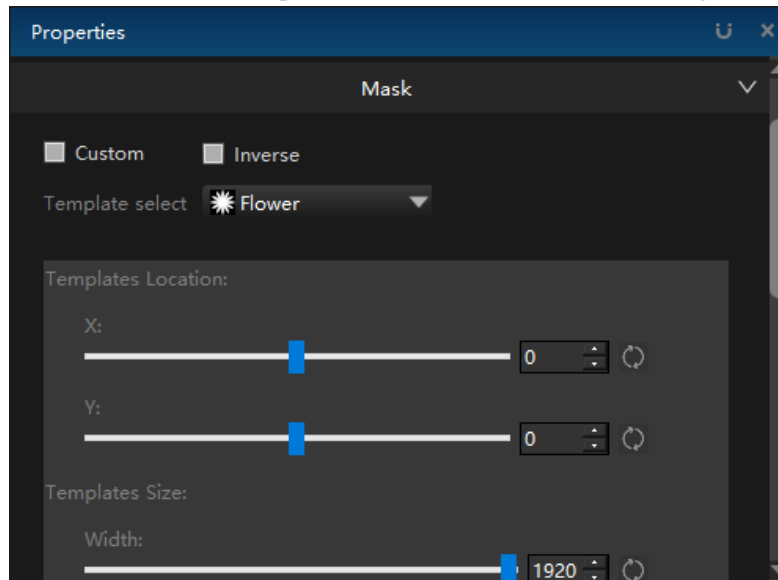 Properties
Mask
Custom Inverse
Template select Flower
Templates Location:
X:
0
Y:
0
Templates Size:
Width:
1920